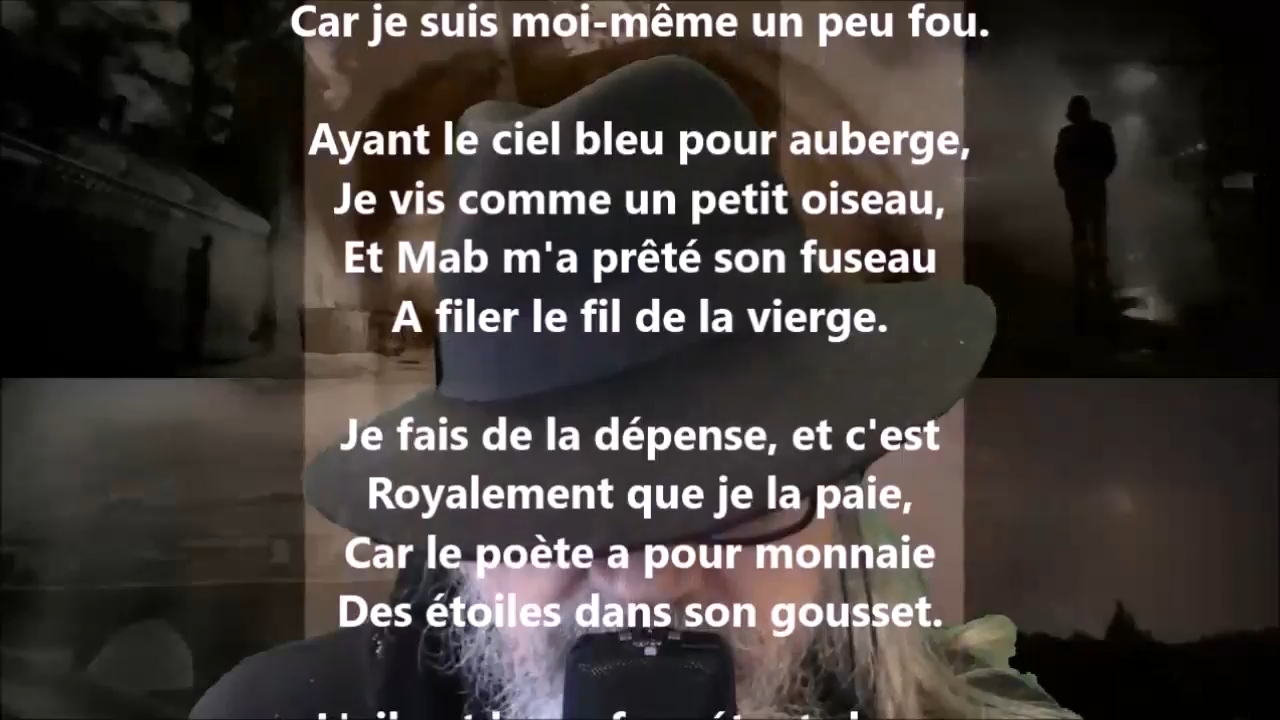 Car je suis moi-même un peu fou.
Ayant le ciel bleu pour auberge,
Je vis comme un petit oiseau,
Et Mab m'a prêté son fuseau
A filer le fil de la vierge.
Je fais de la dépense, et c'est
Royalement que je la paie,
Car le poète a pour monnaie
Des étoiles dans son gousset.